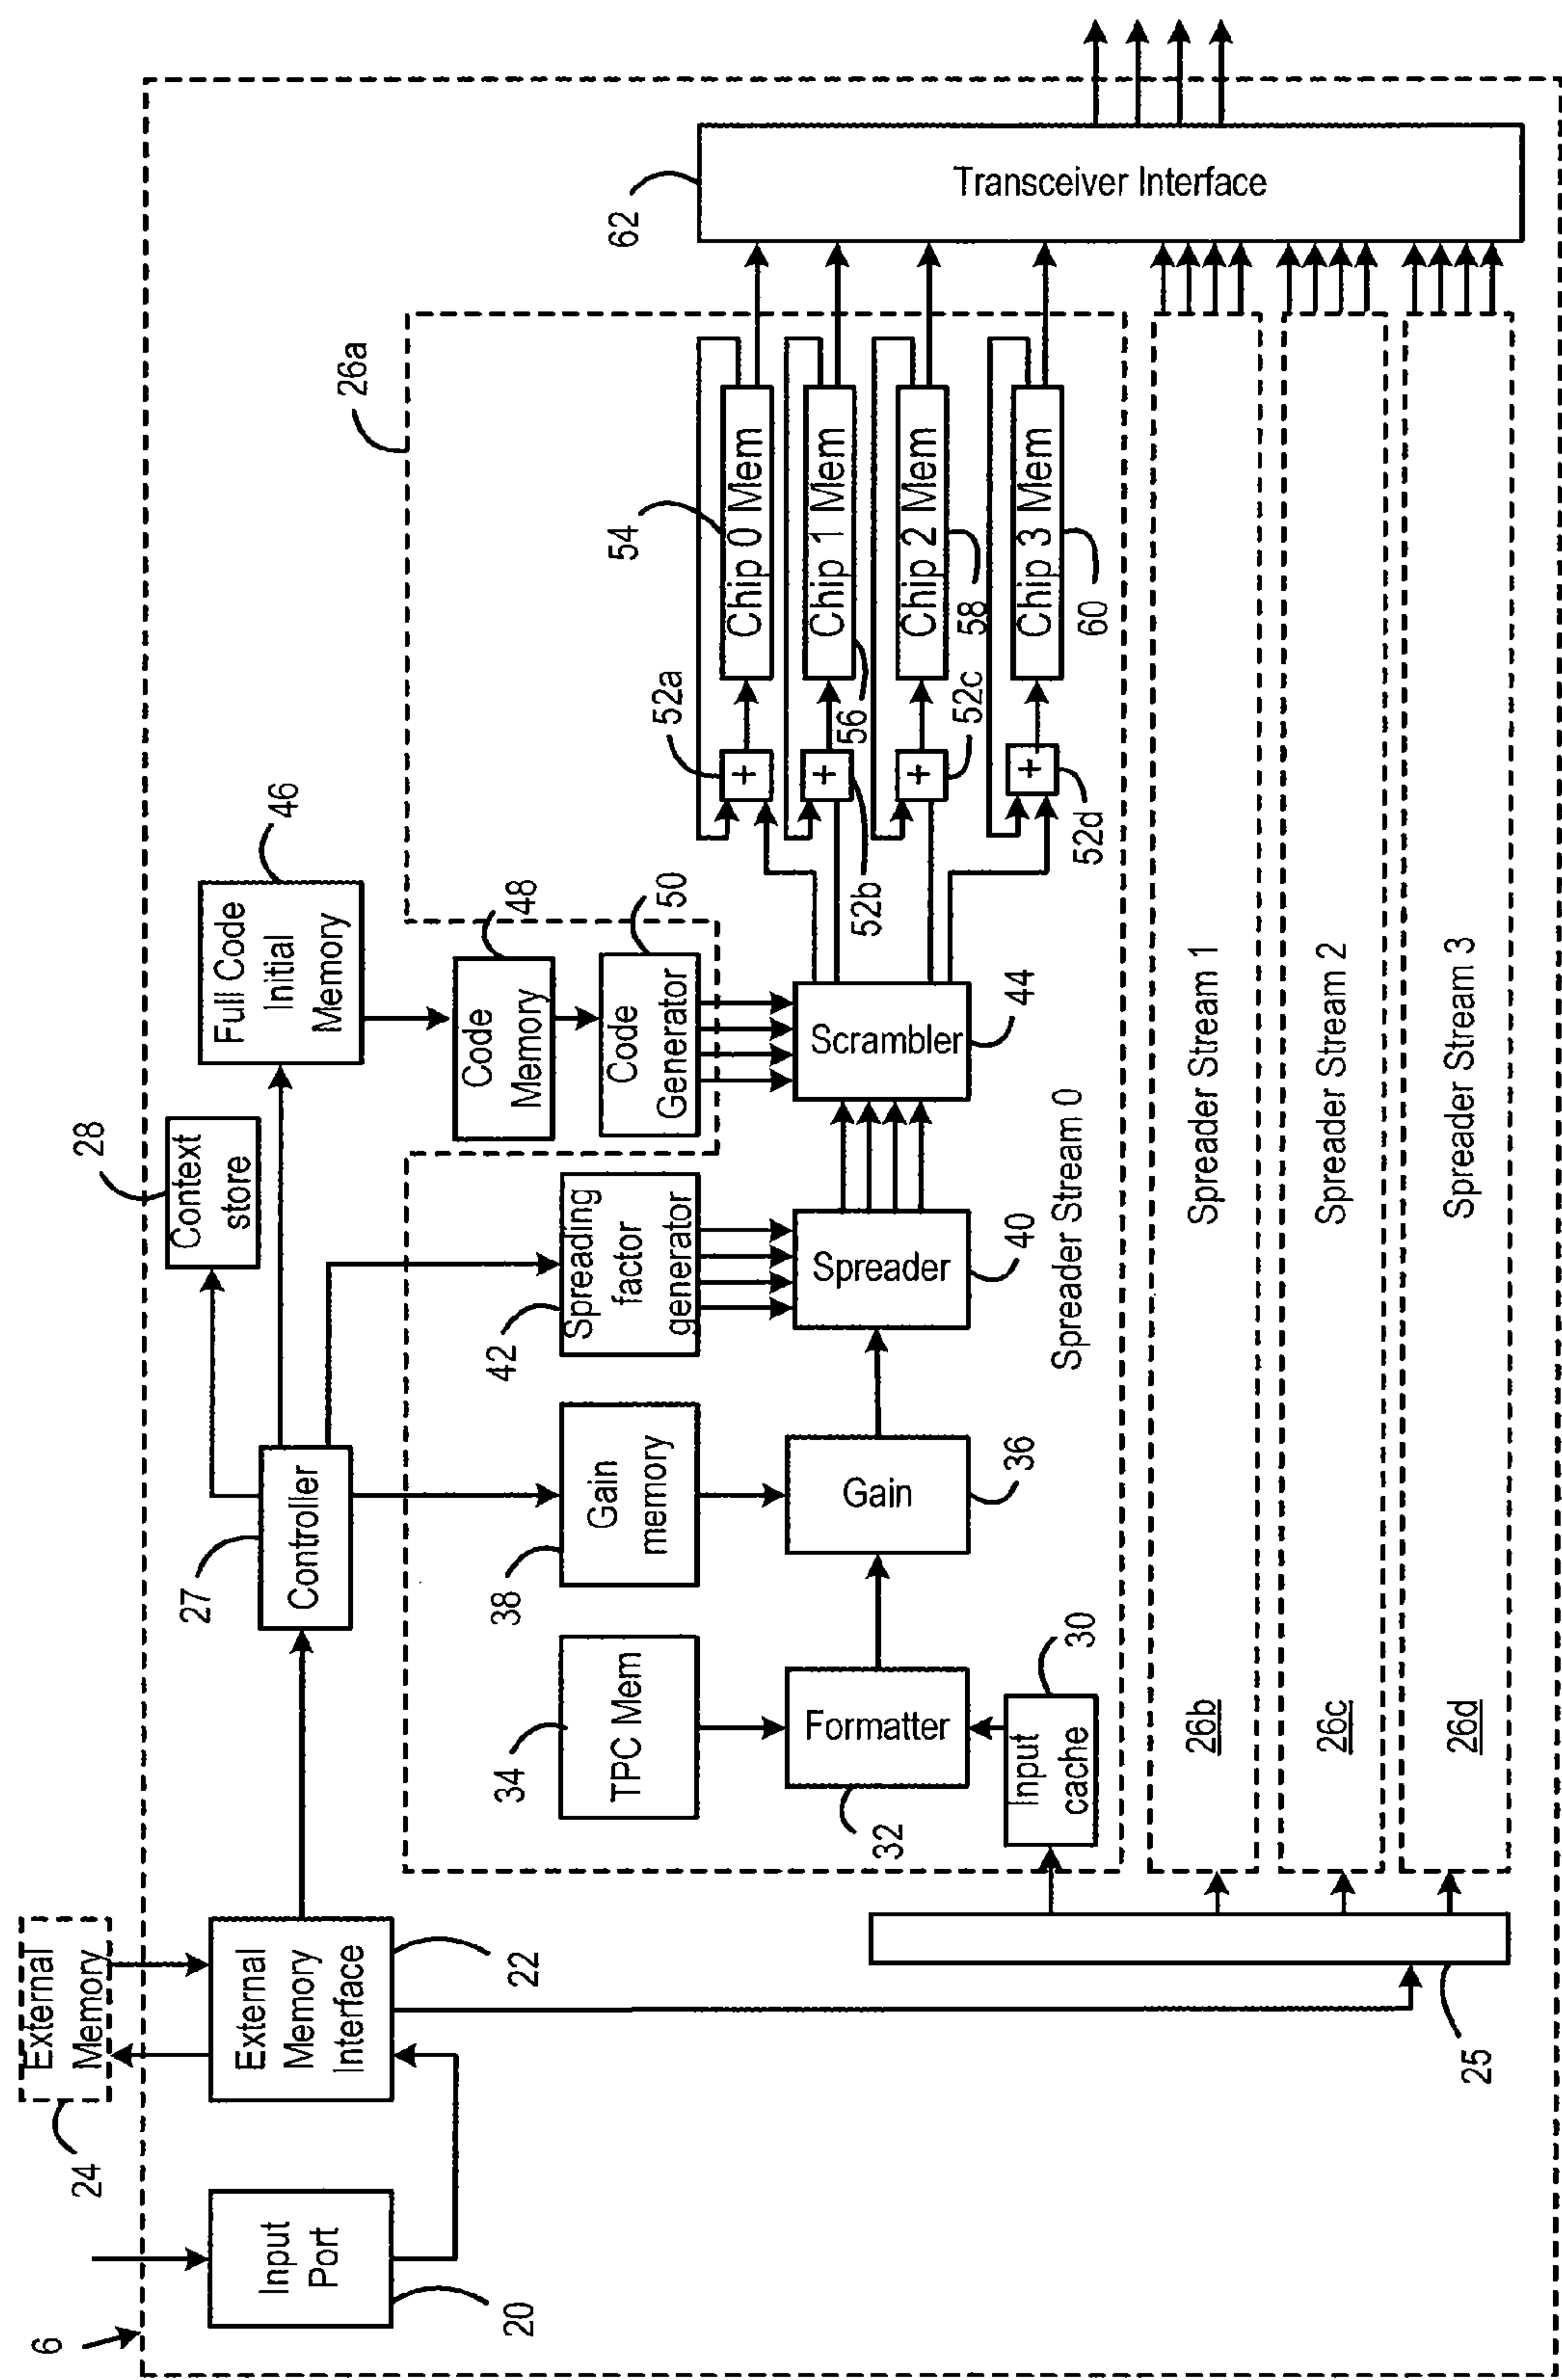 6
24
External
Memory
Input
Port
20
External
Memory
Interface
22
27
Controller
28
Context
store
Full Code
Initial
Memory
46
26a
34
TPC Mem
38
Gain
memory
42
Spreading
factor
generator
Code
Memory
48
Code
Generator
50
Formatter
32
Gain
36
Spreader
40
Scrambler
44
Input
cache
30
52a
+
54
Chip 0 Mem
52b
+
56
Chip 1 Mem
52c
+
58
Chip 2 Mem
52d
+
60
Chip 3 Mem
62
Transceiver Interface
Spreader Stream 0
25
26b
Spreader Stream 1
26c
Spreader Stream 2
26d
Spreader Stream 3